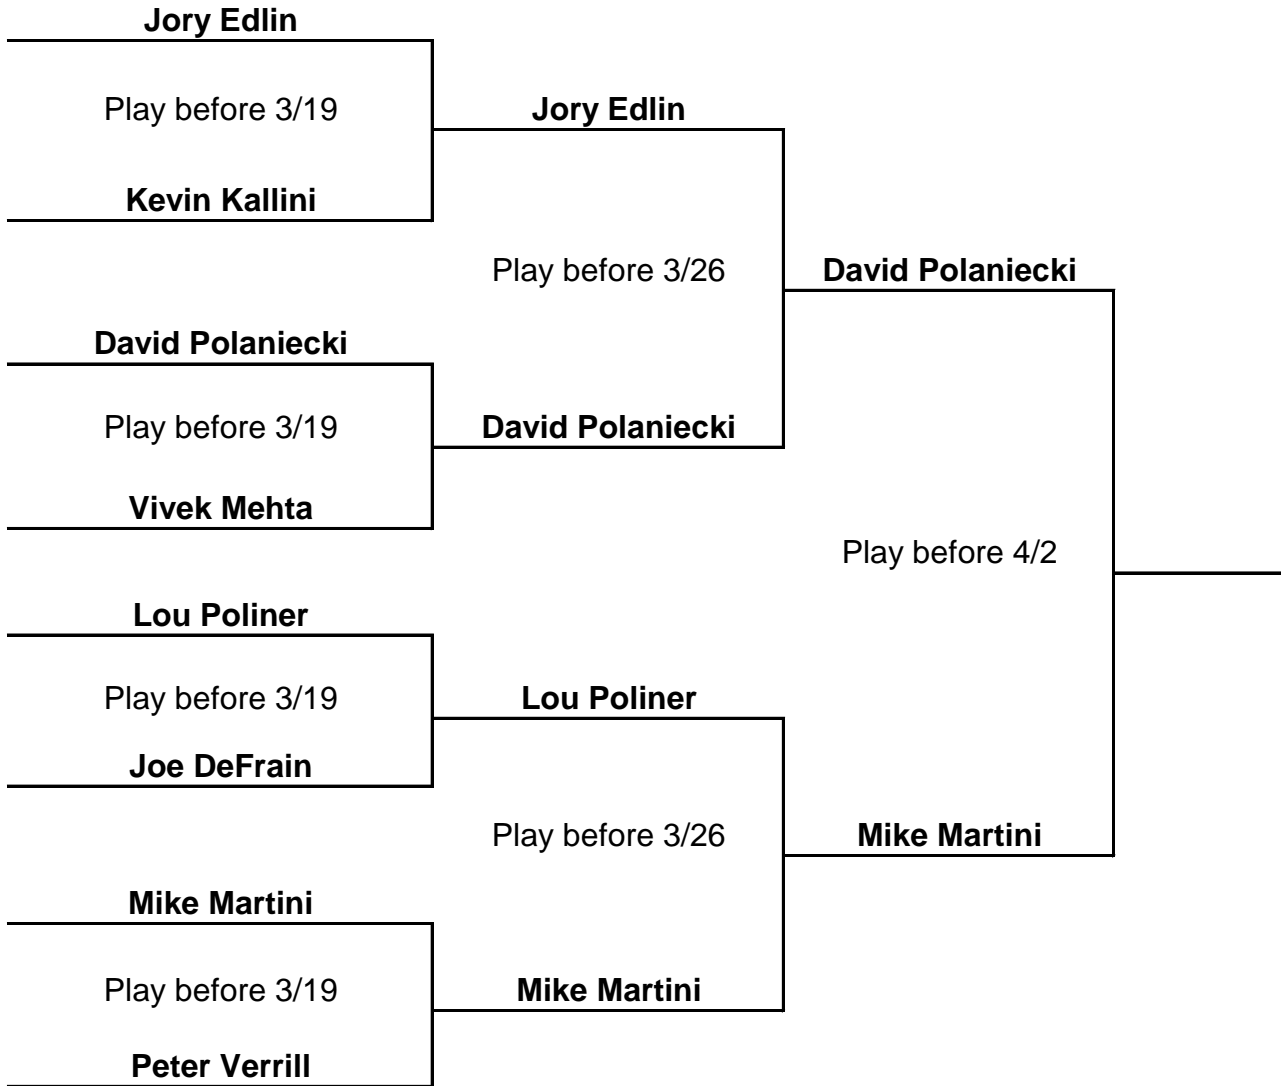 Jory Edlin
Play before 3/19
Jory Edlin
Kevin Kallini
Play before 3/26
David Polaniecki
David Polaniecki
Play before 3/19
David Polaniecki
Vivek Mehta
Play before 4/2
Lou Poliner
Play before 3/19
Lou Poliner
Joe DeFrain
Play before 3/26
Mike Martini
Mike Martini
Play before 3/19
Mike Martini
Peter Verrill